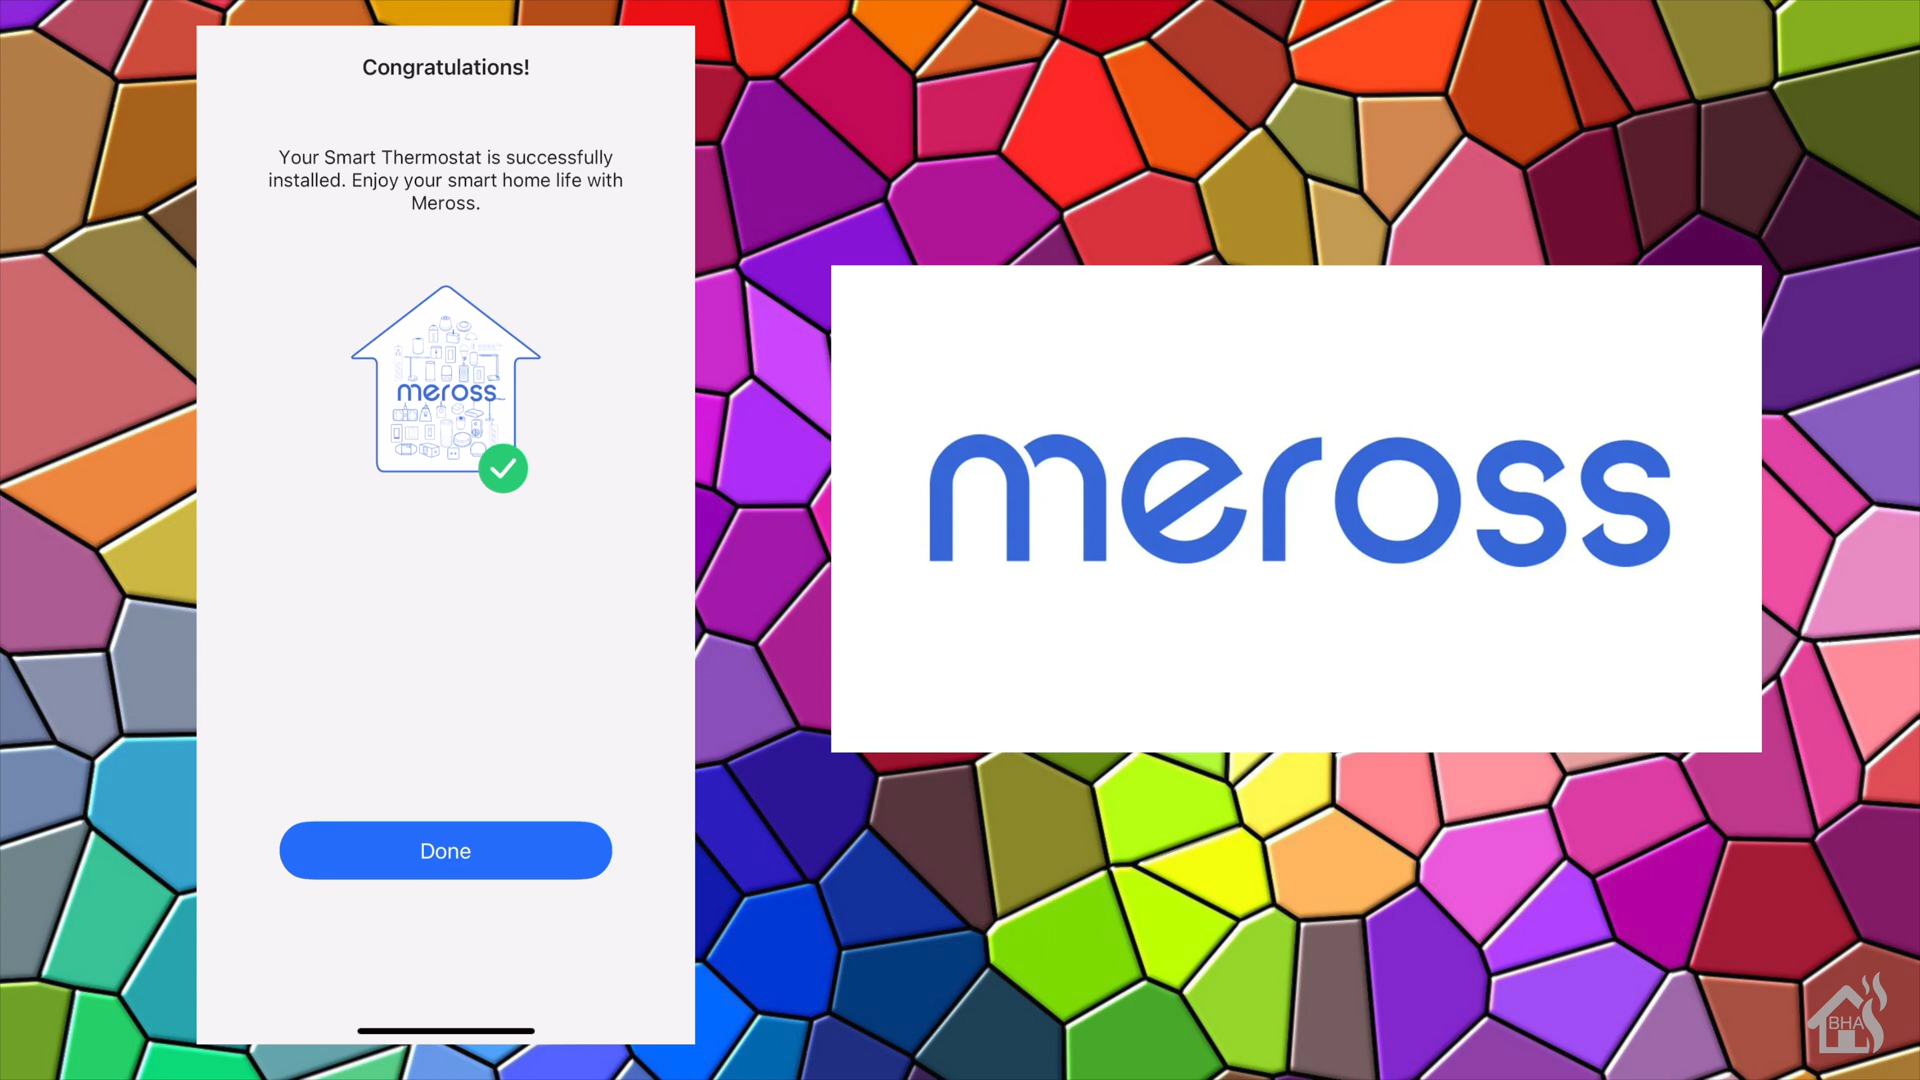 Congratulations!
Your Smart Thermostat is successfully
installed. Enjoy your smart home life with
Meross.
meross
Done
meross
BHA